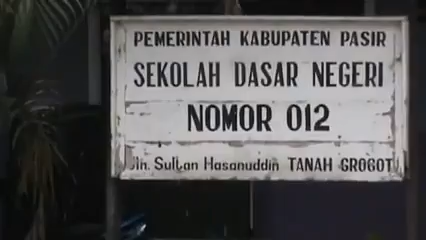 PEMERINTAH KABUPATEN PASIR
SEKOLAH DASAR NEGERI
NOMOR 012
Jln. Sultan Hasanuddin TANAH GROGOT